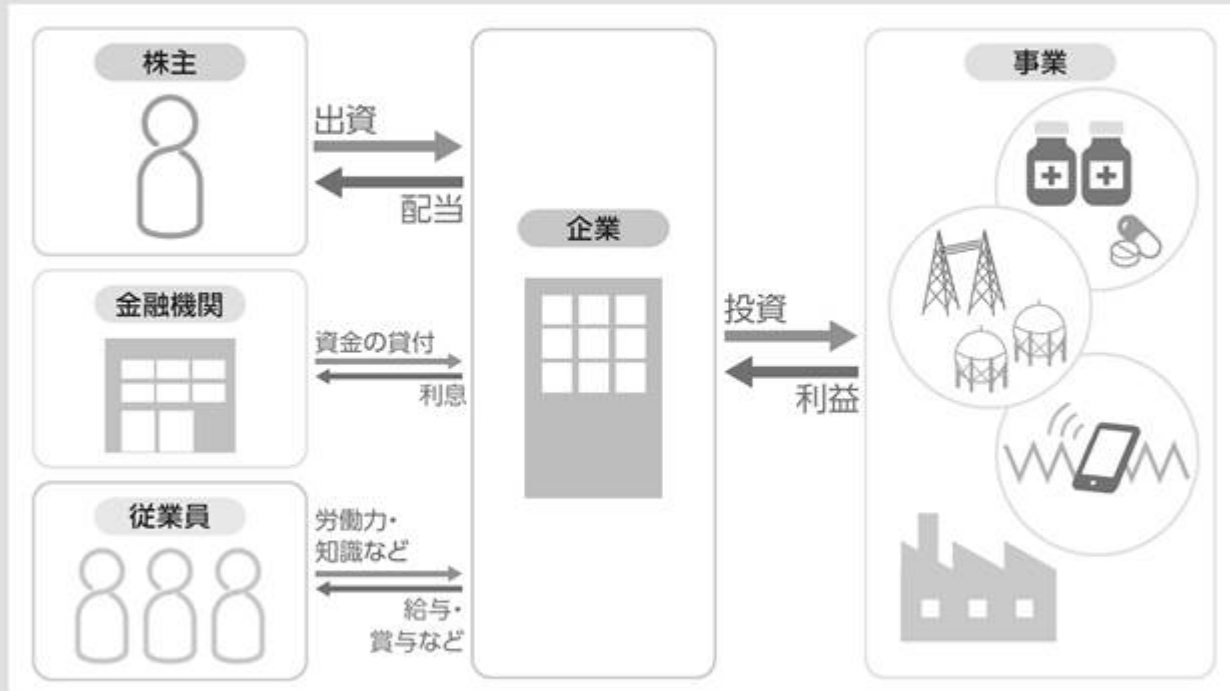 株主
出資
配当
金融機関
資金の貸付
利息
従業員
労働力・
知識など
給与・
賞与など
企業
投資
利益
事業